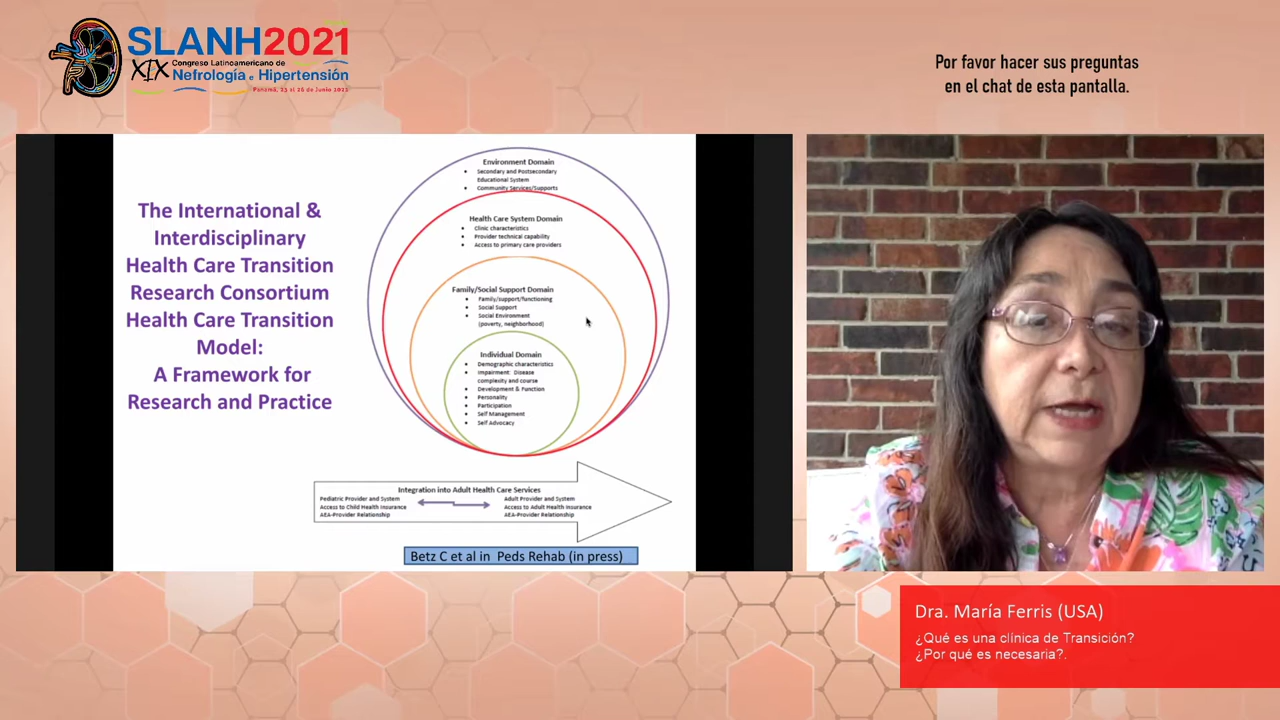 SLANH2021
XIX Congreso Latinoamericano de
Nefrología e Hipertensión
Panamá, 23 al 26 de Junio 2021
Por favor hacer sus preguntas
en el chat de esta pantalla.
The International &
Interdisciplinary
Health Care Transition
Research Consortium
Health Care Transition
Model:
A Framework for
Research and Practice
Environment Domain
• Secondary and Postsecondary
Educational System
• Community Services/Supports
Health Care System Domain
• Clinic characteristics
• Provider technical capability
• Access to primary care providers
Family/Social Support Domain
• Family/support/functioning
• Social Support
• Social Environment
(poverty, neighborhood)
Individual Domain
• Demographic characteristics
• Impairment: Disease
complexity and course
• Development & Function
• Personality
• Participation
• Self Management
• Self Advocacy
Integration into Adult Health Care Services
Pediatric Provider and System
Access to Child Health Insurance
AEA-Provider Relationship
Adult Provider and System
Access to Adult Health Insurance
AEA-Provider Relationship
Betz C et al in Peds Rehab (in press)
Dra. María Ferris (USA)
¿Qué es una clínica de Transición?
¿Por qué es necesaria?.